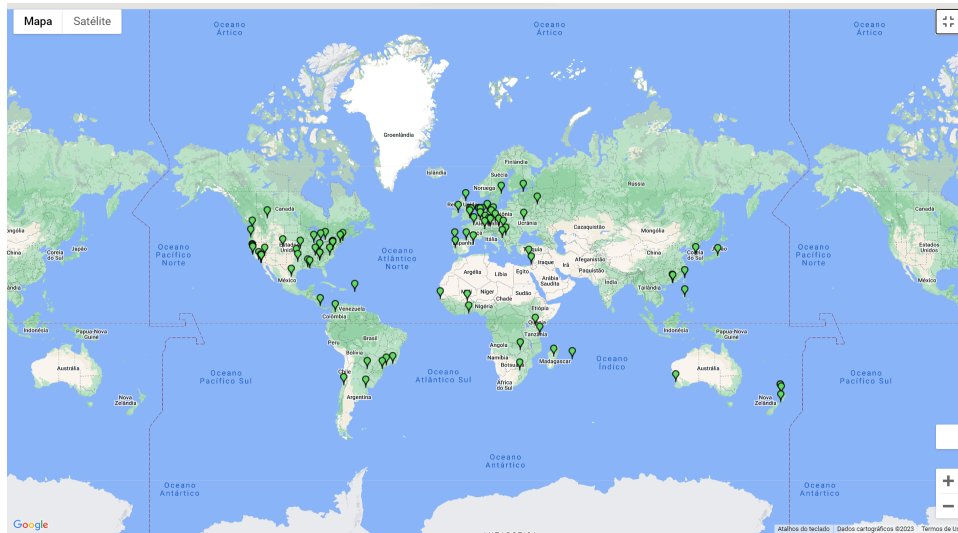 Mapa
Satélite
Oceano
Ártico
Oceano
Ártico
Oceano
Ártico
Groenlândia
Islândia
Finlândia
Suécia
Noruega
Rússia
Canadá
Ucrânia
Cazaquistão
Mongólia
Itália
China
Japão
Coreia
do Sul
Oceano
Pacífico
Norte
Estados
Unidos
Oceano
Atlântico
Norte
Espanha
Turquia
Iraque
Irã
Afeganistão
Paquistão
China
Coreia
do Sul
Japão
Oceano
Pacífico
Norte
Estados
Unidos
México
Argélia
Líbia
Egito
Arábia
Saudita
Índia
Tailândia
México
Mali
Níger
Chade
Sudão
Nigéria
Etiópia
Venezuela
Colômbia
Indonésia
Papua-Nova
Guiné
Peru
Brasil
Bolívia
Quênia
Tanzânia
Angola
Namíbia
Botsuana
Madagascar
Oceano
Índico
Indonésia
Papua-Nova
Guiné
Austrália
Oceano
Pacífico Sul
Chile
Argentina
Oceano
Atlântico Sul
África
do Sul
Austrália
Oceano
Pacífico Sul
Nova
Zelândia
Nova
Zelândia
Oceano
Antártico
Oceano
Antártico
Oceano
Antártico
Google
Atalhos do teclado
Dados cartográficos ©2023
Termos de